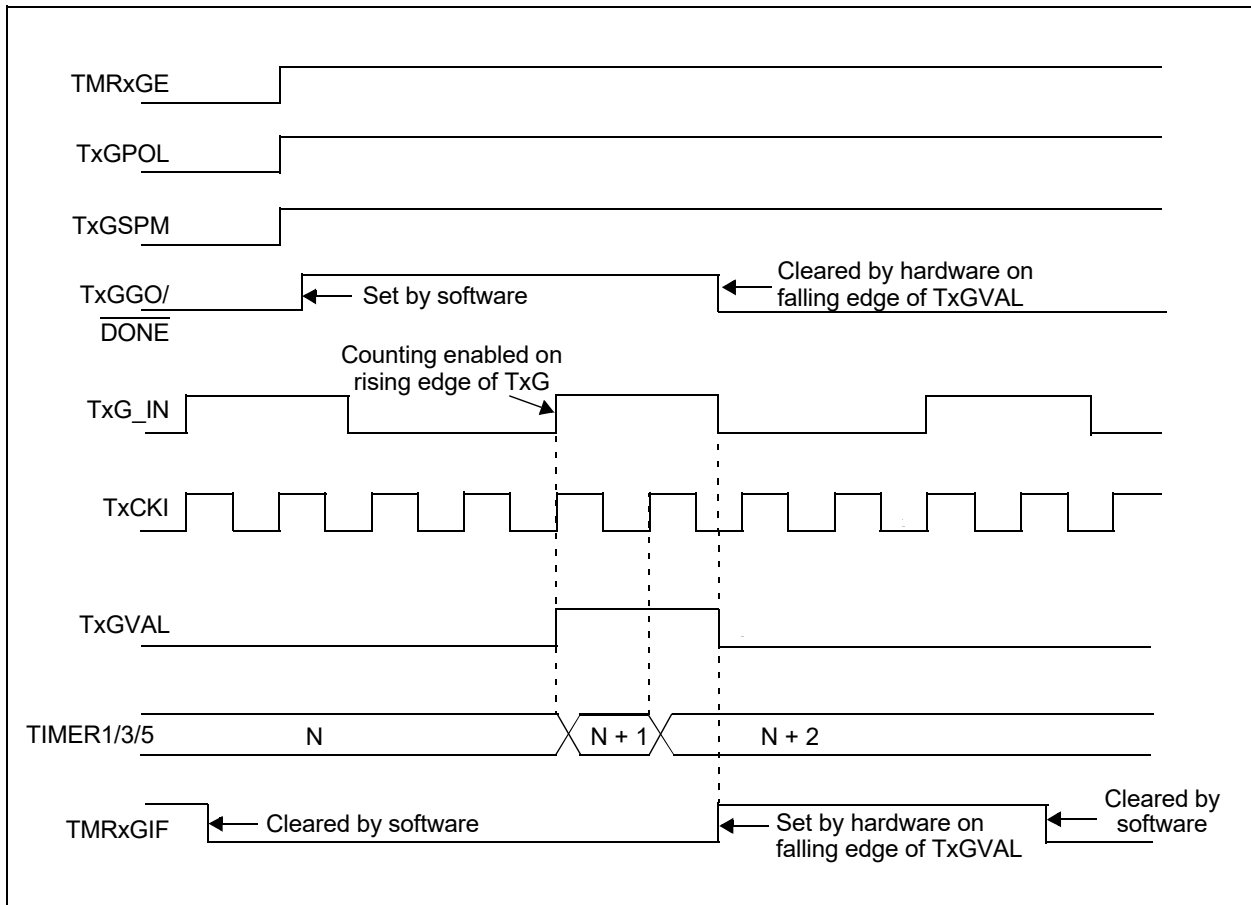 TMRxGE
TxGPOL
TxGSPM
TxGGO/
DONE
Set by software
Cleared by hardware on
falling edge of TxGVAL
Counting enabled on
rising edge of TxG
TxG_IN
TxCKI
TxGVAL
TIMER1/3/5
N
N + 1
N + 2
TMRxGIF
Cleared by software
Set by hardware on
falling edge of TxGVAL
Cleared by
software